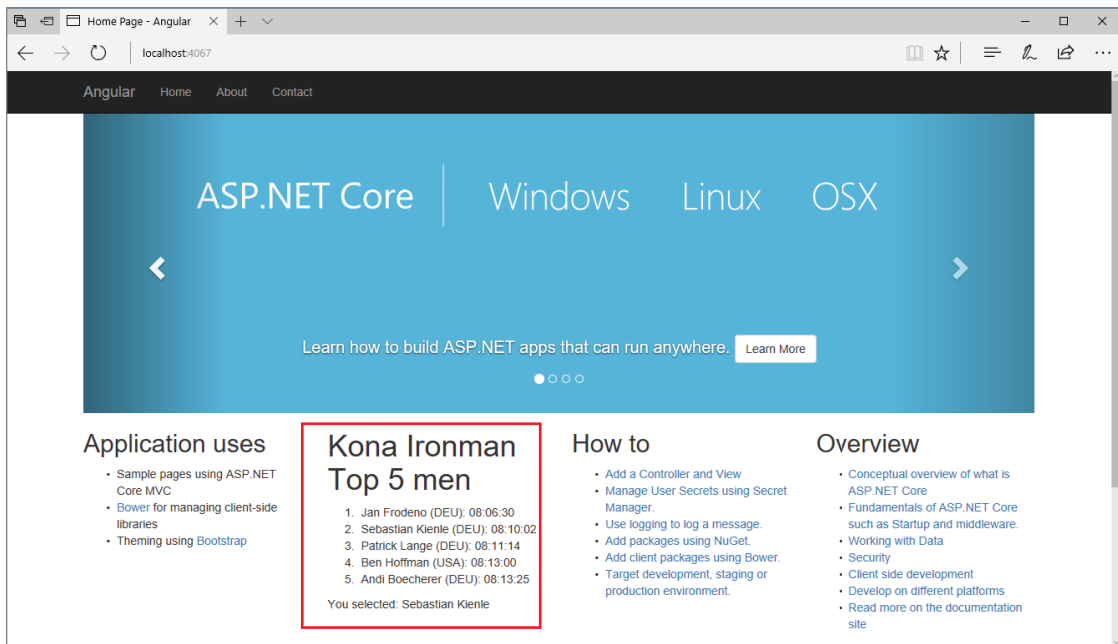 Home Page - Angular
localhost:4067
Angular Home About Contact
ASP.NET Core Windows Linux OSX
Learn how to build ASP.NET apps that can run anywhere. Learn More
Application uses
Sample pages using ASP.NET
Core MVC
Bower for managing client-side
libraries
Theming using Bootstrap
Kona Ironman
Top 5 men
1. Jan Frodeno (DEU): 08:06:30
2. Sebastian Kienle (DEU): 08:10:02
3. Patrick Lange (DEU): 08:11:14
4. Ben Hoffman (USA): 08:13:00
5. Andi Boecherer (DEU): 08:13:25
You selected: Sebastian Kienle
How to
Add a Controller and View
Manage User Secrets using Secret
Manager.
Use logging to log a message.
Add packages using NuGet.
Add client packages using Bower.
Target development, staging or
production environment.
Overview
Conceptual overview of what is
ASP.NET Core
Fundamentals of ASP.NET Core
such as Startup and middleware.
Working with Data
Security
Client side development
Develop on different platforms
Read more on the documentation
site